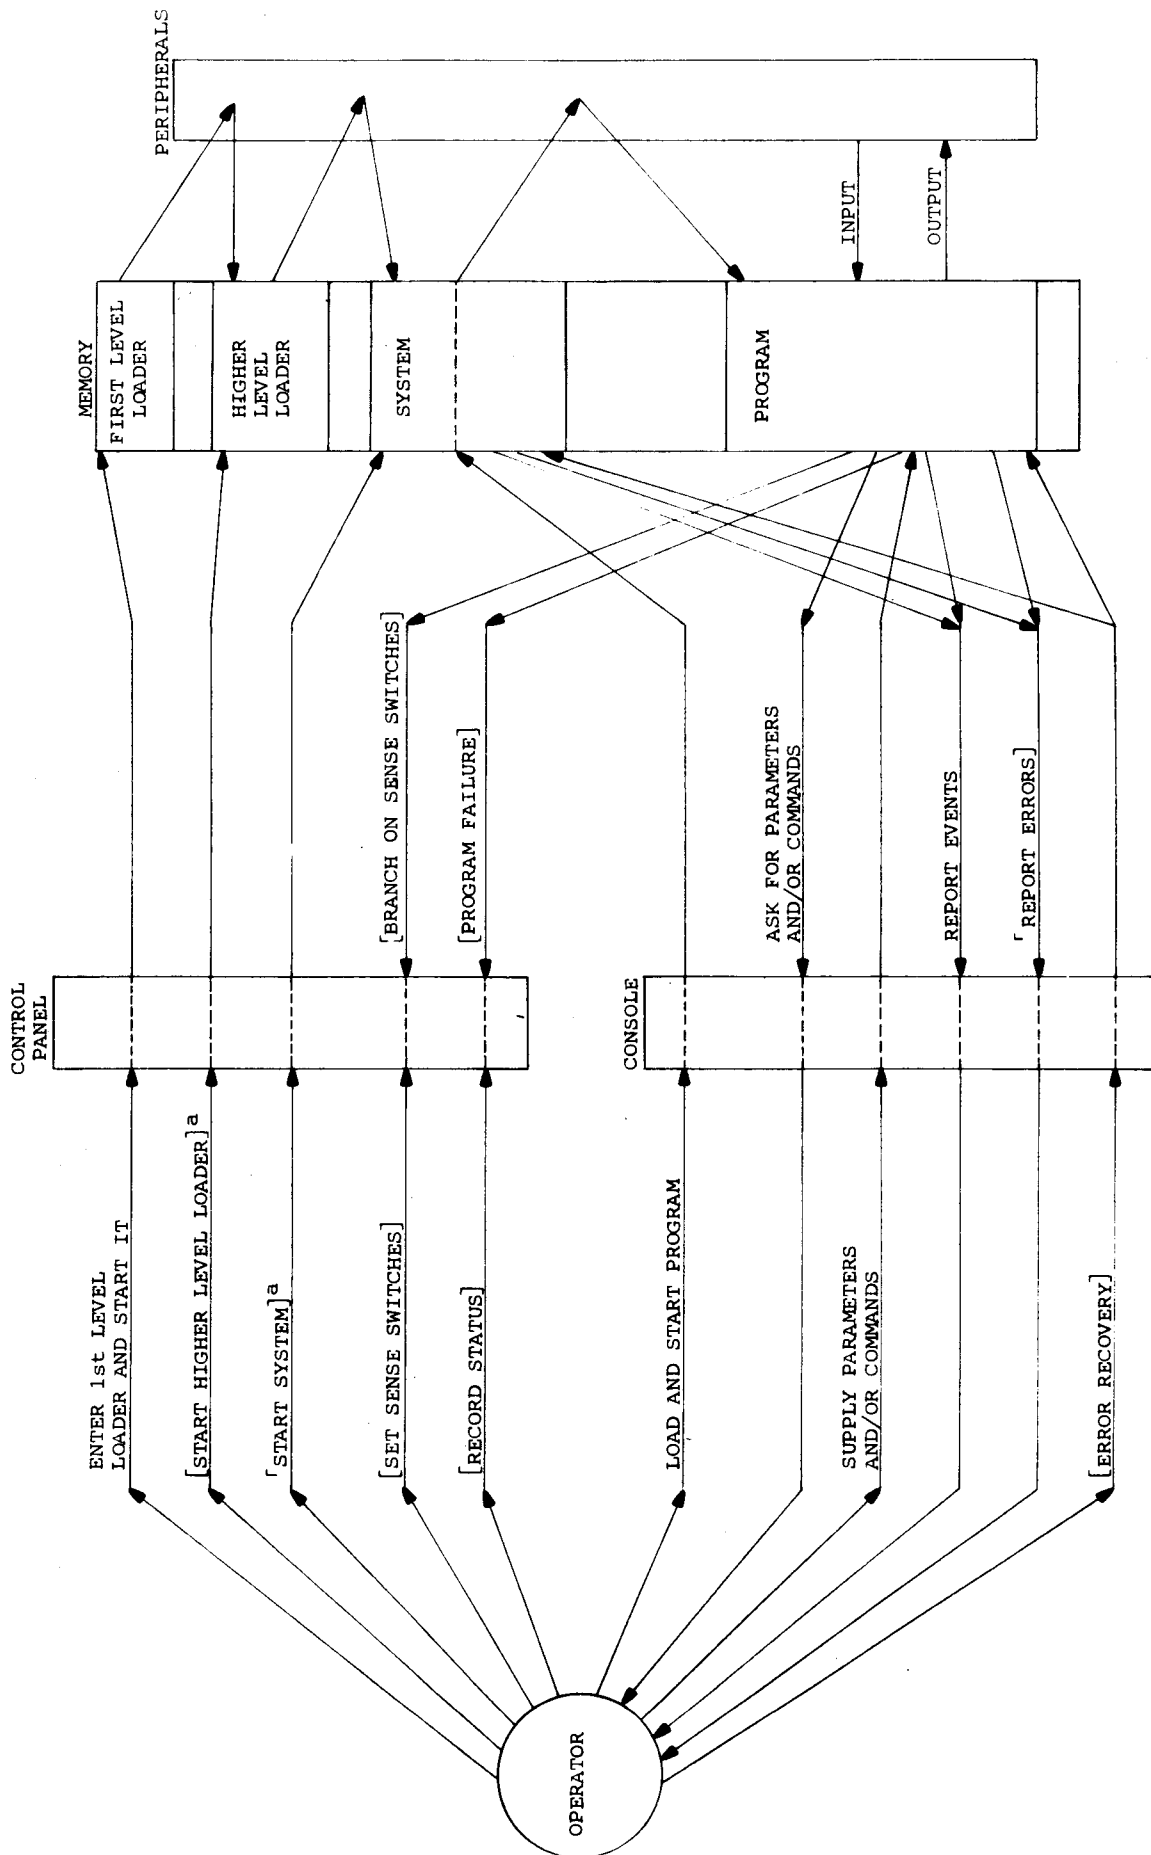 OPERATOR
ENTER 1st LEVEL
LOADER AND START IT
[START HIGHER LEVEL LOADER]a
⌈START SYSTEM]a
[SET SENSE SWITCHES]
[RECORD STATUS]
LOAD AND START PROGRAM
SUPPLY PARAMETERS
AND/OR COMMANDS
[ERROR RECOVERY]
CONTROL
PANEL
CONSOLE
[BRANCH ON SENSE SWITCHES]
[PROGRAM FAILURE]
ASK FOR PARAMETERS
AND/OR COMMANDS
REPORT EVENTS
⌈REPORT ERRORS]
MEMORY
FIRST LEVEL
LOADER
HIGHER
LEVEL
LOADER
SYSTEM
PROGRAM
INPUT
OUTPUT
PERIPHERALS